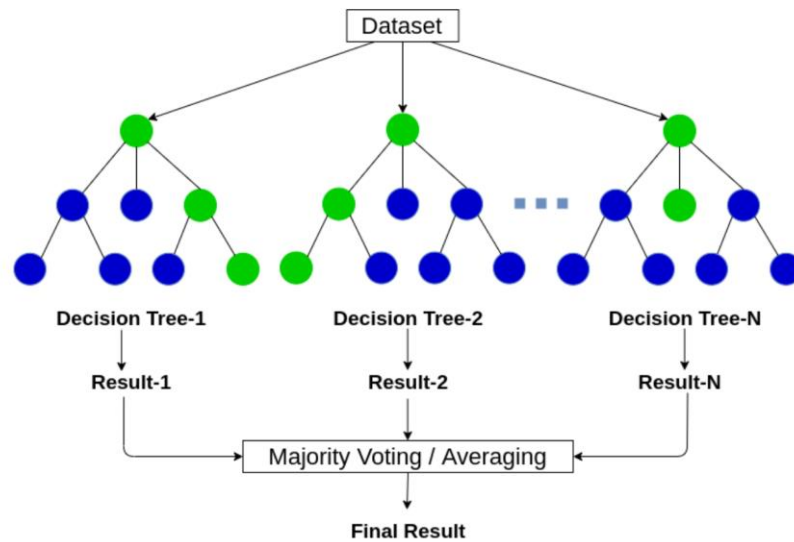 Dataset
Decision Tree-1
Decision Tree-2
Decision Tree-N
Result-1
Result-2
Result-N
Majority Voting / Averaging
Final Result